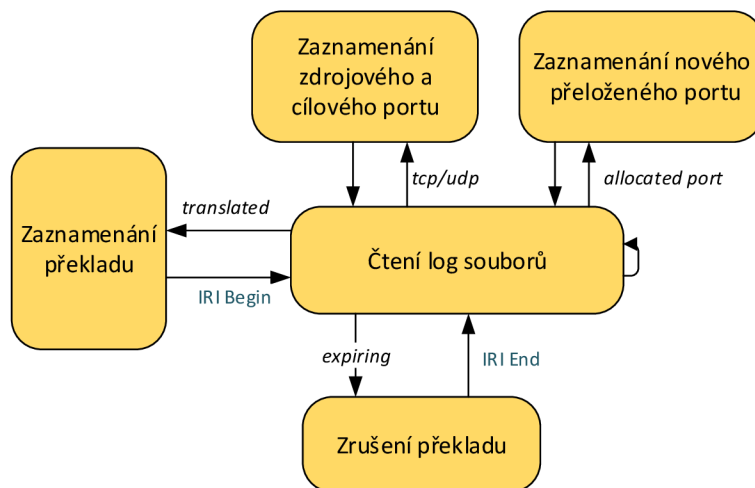 Zaznamenání
zdrojového a
cílového portu
Zaznamenání nového
přeloženého portu
tcp/udp
allocated port
translated
Zaznamenání
překladu
Čtení log souborů
IRI Begin
expiring
IRI End
Zrušení překladu